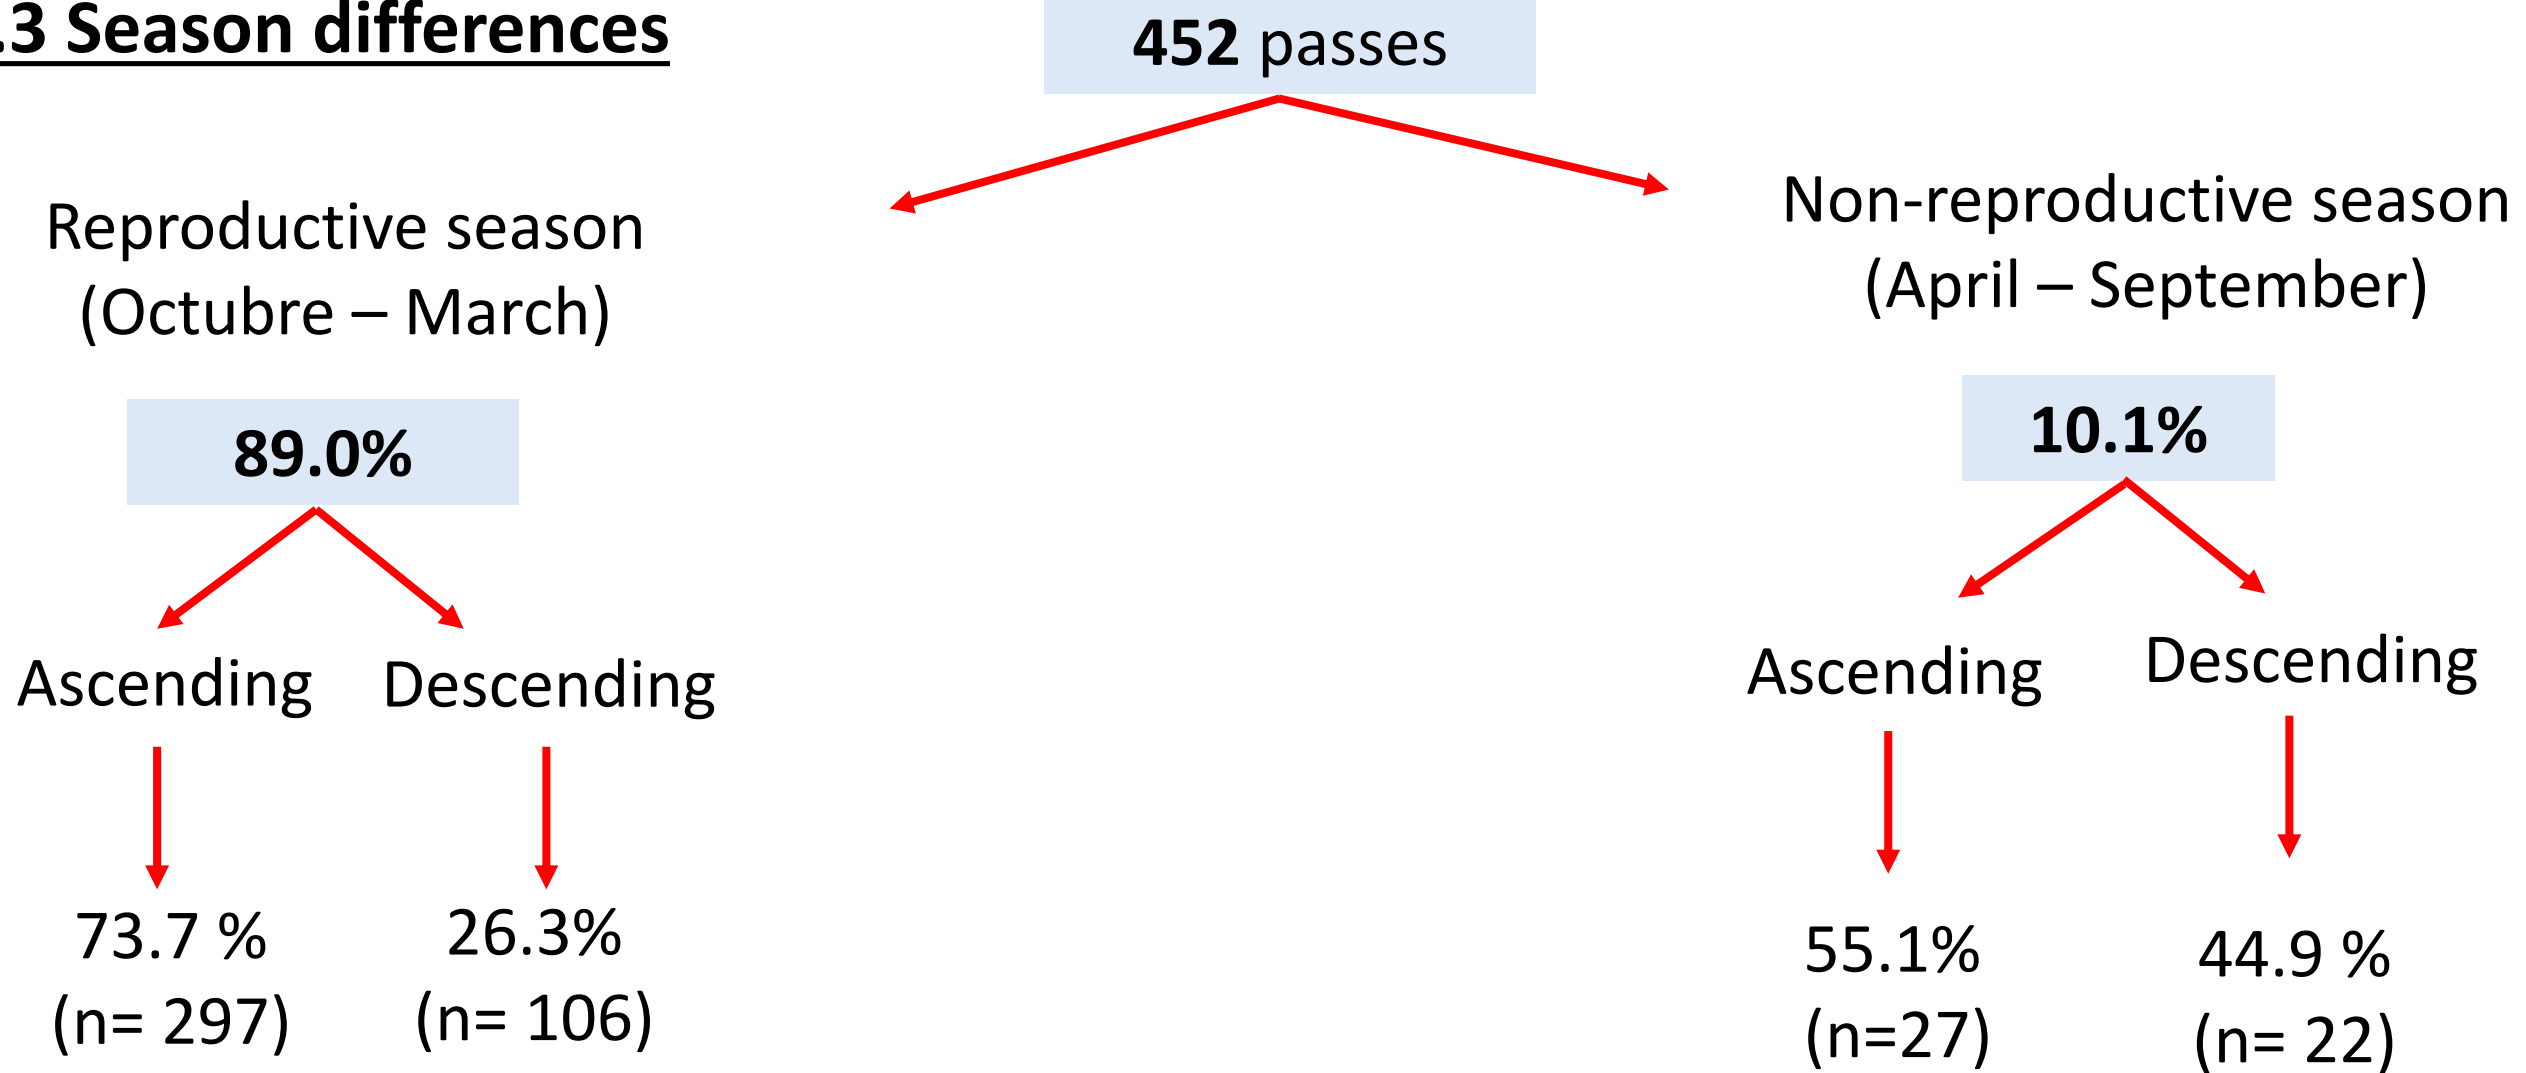 .3 Season differences
452 passes
Reproductive season
(Octubre – March)
89.0%
Ascending
Descending
73.7 %
(n= 297)
26.3%
(n= 106)
Non-reproductive season
(April – September)
10.1%
Ascending
Descending
55.1%
(n=27)
44.9 %
(n= 22)